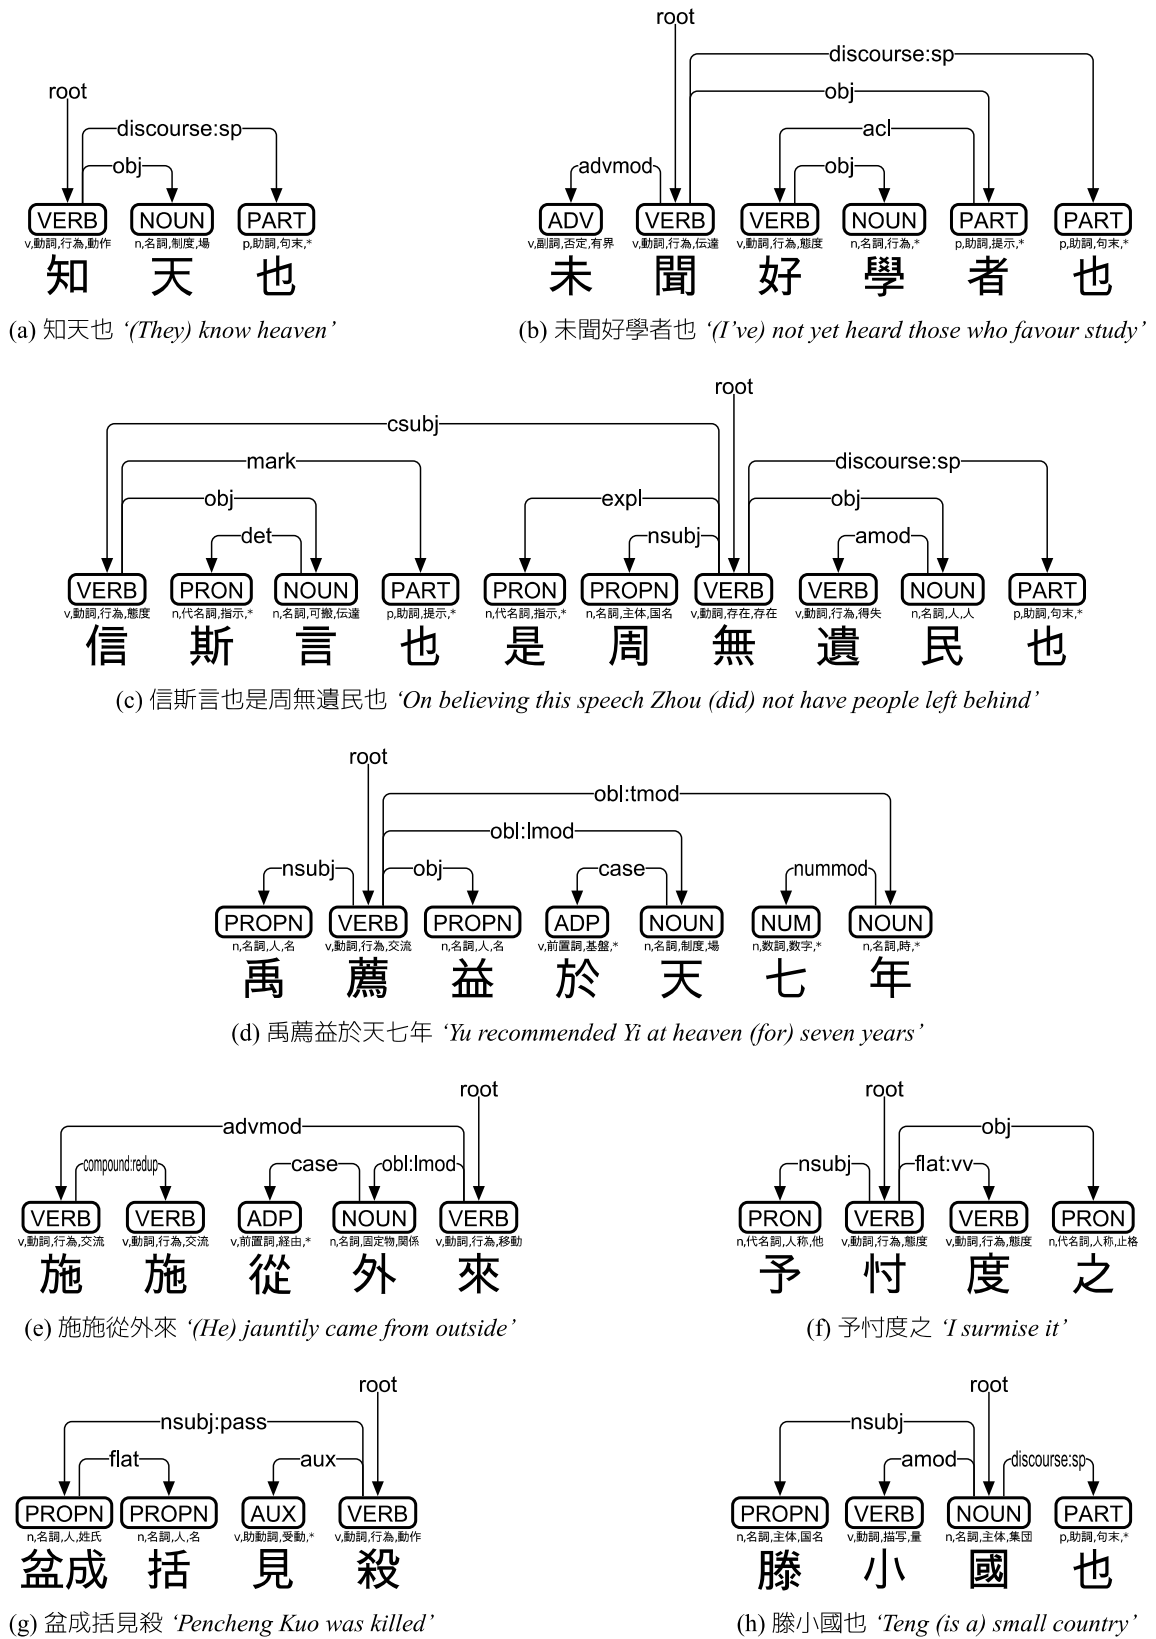 root
discourse:sp
obj
VERB NOUN PART
v,動詞,行為,動作 n,名詞,制度,場 p,助詞,句末,*
知 天 也
(a) 知天也 ‘(They) know heaven’
root
discourse:sp
obj
acl
advmod obj
ADV VERB VERB NOUN PART PART
v,副詞,否定,有界 v,動詞,行為,伝達 v,動詞,行為,態度 n,名詞,行為,* p,助詞,提示,* p,助詞,句末,*
未 聞 好 學 者 也
(b) 未聞好學者也 ‘(I’ve) not yet heard those who favour study’
root
csubj
mark discourse:sp
obj expl obj
det nsubj amod
VERB PRON NOUN PART PRON PROPN VERB VERB NOUN PART
v,動詞,行為,態度 n,代名詞,指示,* n,名詞,可搬,伝達 p,助詞,提示,* n,代名詞,指示,* n,名詞,主体,国名 v,動詞,存在,存在 v,動詞,行為,得失 n,名詞,人,人 p,助詞,句末,*
信 斯 言 也 是 周 無 遺 民 也
(c) 信斯言也是周無遺民也 ‘On believing this speech Zhou (did) not have people left behind’
root
obl:tmod
obl:lmod
nsubj obj case nummod
PROPN VERB PROPN ADP NOUN NUM NOUN
n,名詞,人,名 v,動詞,行為,交流 n,名詞,人,名 v,前置詞,基盤,* n,名詞,制度,場 n,数詞,数字,* n,名詞,時,*
禹 薦 益 於 天 七 年
(d) 禹薦益於天七年 ‘Yu recommended Yi at heaven (for) seven years’
root
advmod
compound:redup case obl:lmod
VERB VERB ADP NOUN VERB
v,動詞,行為,交流 v,動詞,行為,交流 v,前置詞,経由,* n,名詞,固定物,関係 v,動詞,行為,移動
施 施 從 外 來
(e) 施施從外來 ‘(He) jauntily came from outside’
root
obj
nsubj flat:vv
PRON VERB VERB PRON
n,代名詞,人称,他 v,動詞,行為,態度 v,動詞,行為,態度 n,代名詞,人称,止格
予 忖 度 之
(f) 予忖度之 ‘I surmise it’
root
nsubj:pass
flat aux
PROPN PROPN AUX VERB
n,名詞,人,姓氏 n,名詞,人,名 v,助動詞,受動,* v,動詞,行為,動作
盆成 括 見 殺
(g) 盆成括見殺 ‘Pencheng Kuo was killed’
root
nsubj
amod discourse:sp
PROPN VERB NOUN PART
n,名詞,主体,国名 v,動詞,描写,量 n,名詞,主体,集団 p,助詞,句末,*
滕 小 國 也
(h) 滕小國也 ‘Teng (is a) small country’